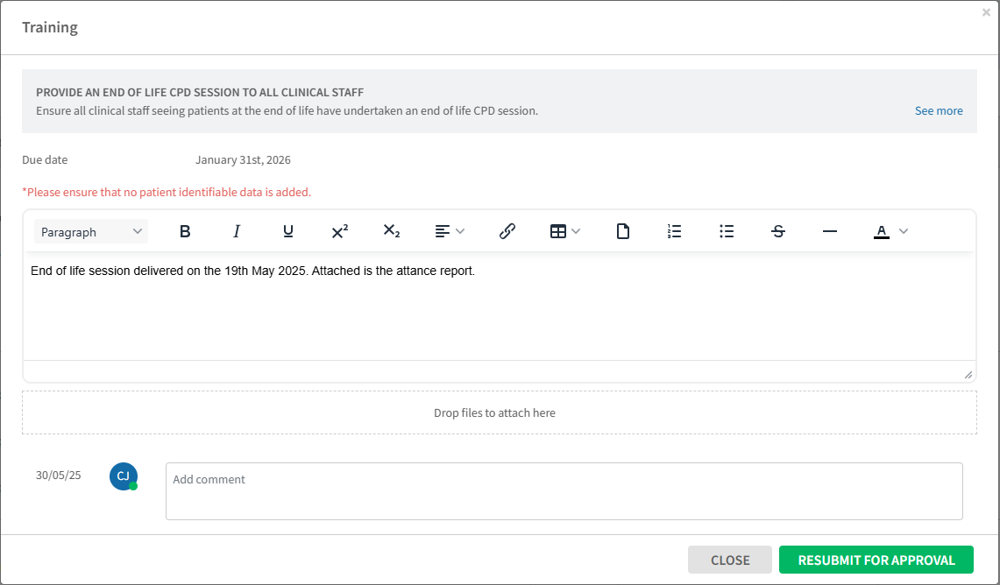 Training
×
PROVIDE AN END OF LIFE CPD SESSION TO ALL CLINICAL STAFF
Ensure all clinical staff seeing patients at the end of life have undertaken an end of life CPD session.
See more
Due date January 31st, 2026
*Please ensure that no patient identifiable data is added.
Paragraph B I U X² X₂ S A
End of life session delivered on the 19th May 2025. Attached is the attance report.
Drop files to attach here
30/05/25 CJ Add comment
CLOSE RESUBMIT FOR APPROVAL